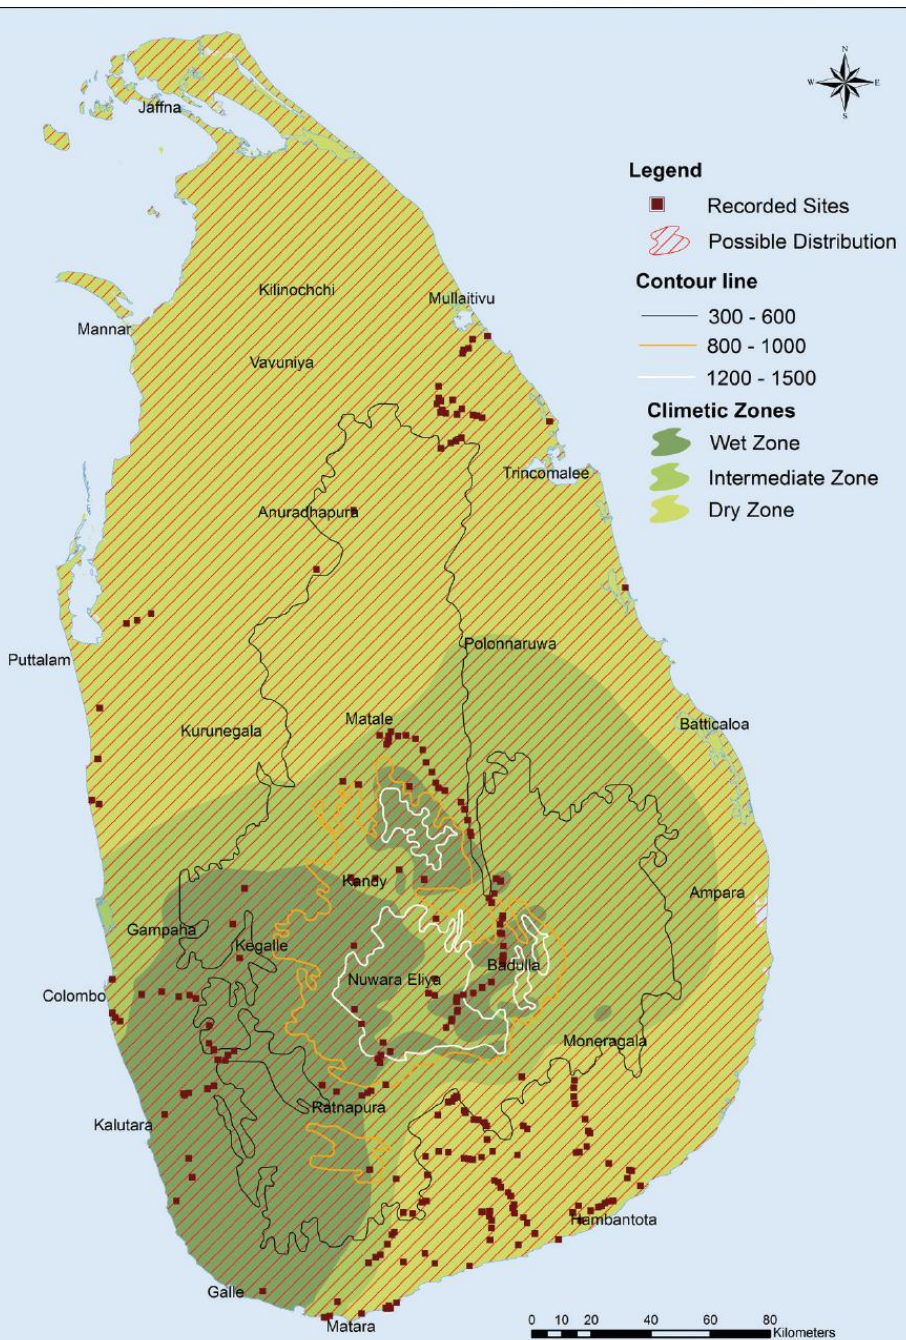 N
W E
S
Jaffna
Legend
Recorded Sites
Possible Distribution
Contour line
Kilinochchi
Mullaitivu
300 - 600
Mannar
800 - 1000
Vavuniya
1200 - 1500
Climetic Zones
Wet Zone
Trincomalee
Intermediate Zone
Anuradhapura
Dry Zone
Polonnaruwa
Puttalam
Matale
Batticaloa
Kurunegala
Kandy
Ampara
Gampaha
Kegalle
Badulla
Nuwara Eliya
Colombo
Moneragala
Ratnapura
Kalutara
Hambantota
Galle
Matara
0 10 20 40 60 80
Kilometers